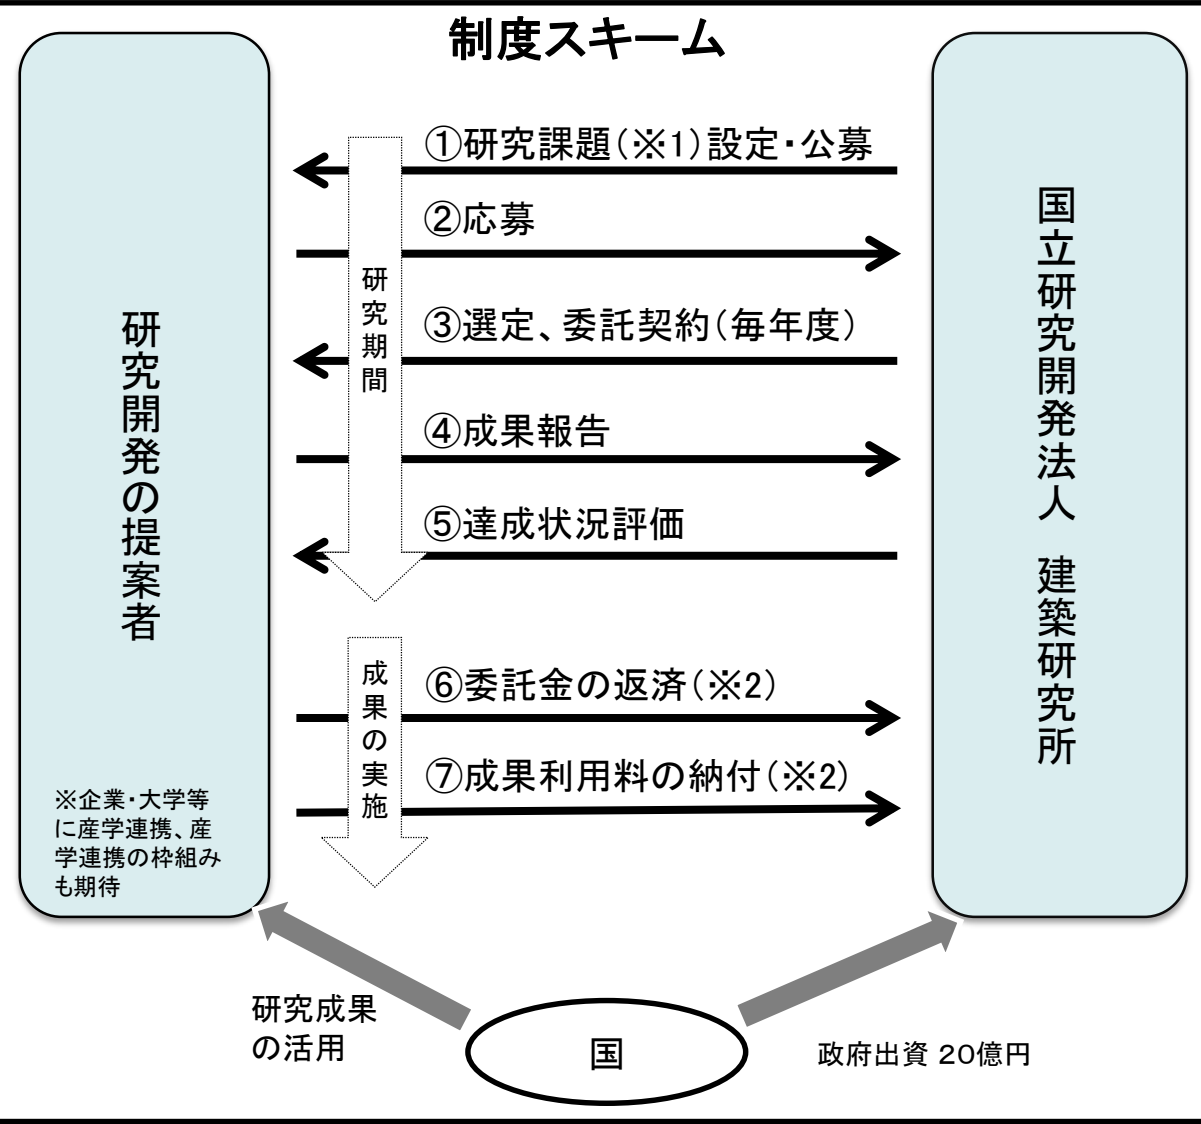 制度スキーム
①研究課題(※1)設定・公募
②応募
③選定、委託契約(毎年度)
④成果報告
⑤達成状況評価
研究期間
⑥委託金の返済(※2)
⑦成果利用料の納付(※2)
成果の実施
研究開発の提案者
※企業・大学等
に産学連携、産
学連携の枠組み
も期待
国立研究開発法人 建築研究所
研究成果
の活用
国
政府出資 20億円